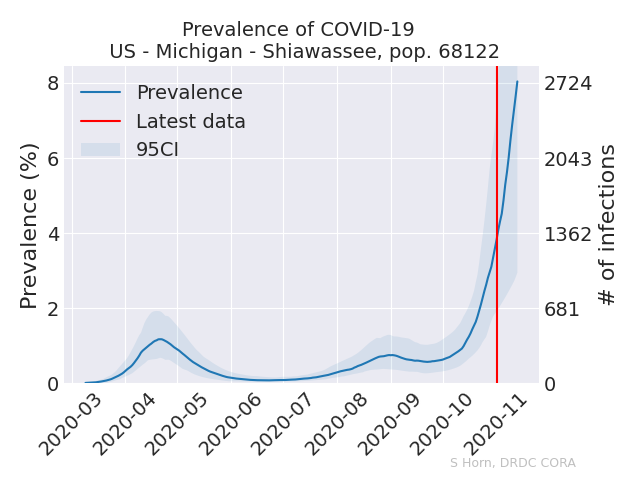 Prevalence of COVID-19
US - Michigan - Shiawassee, pop. 68122
Prevalence
Latest data
95CI
Prevalence (%)
8
6
4
2
0
2724
2043
1362
681
0
# of infections
2020-03
2020-04
2020-05
2020-06
2020-07
2020-08
2020-09
2020-10
2020-11
S Horn, DRDC CORA